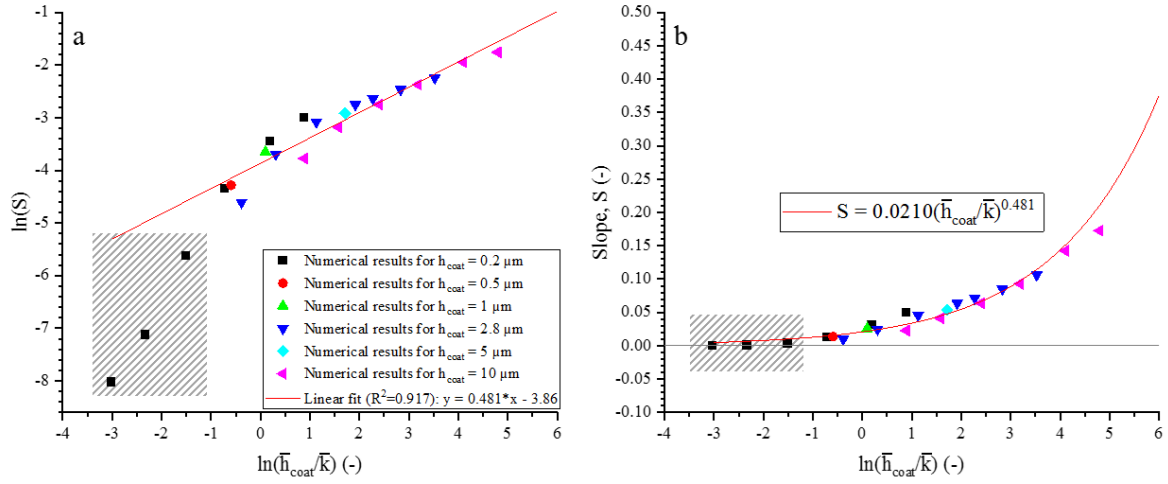 a
-1
-2
-3
-4
-5
-6
-7
-8
ln(S)
Numerical results for h_coat = 0.2 µm
Numerical results for h_coat = 0.5 µm
Numerical results for h_coat = 1 µm
Numerical results for h_coat = 2.8 µm
Numerical results for h_coat = 5 µm
Numerical results for h_coat = 10 µm
Linear fit (R²=0.917): y = 0.481*x - 3.86
-4 -3 -2 -1 0 1 2 3 4 5 6
ln(h̄_coat/k̄) (-)
b
0.50
0.45
0.40
0.35
0.30
0.25
0.20
0.15
0.10
0.05
0.00
-0.05
-0.10
Slope, S (-)
S = 0.0210(h̄_coat/k̄)^0.481
-4 -3 -2 -1 0 1 2 3 4 5 6
ln(h̄_coat/k̄) (-)